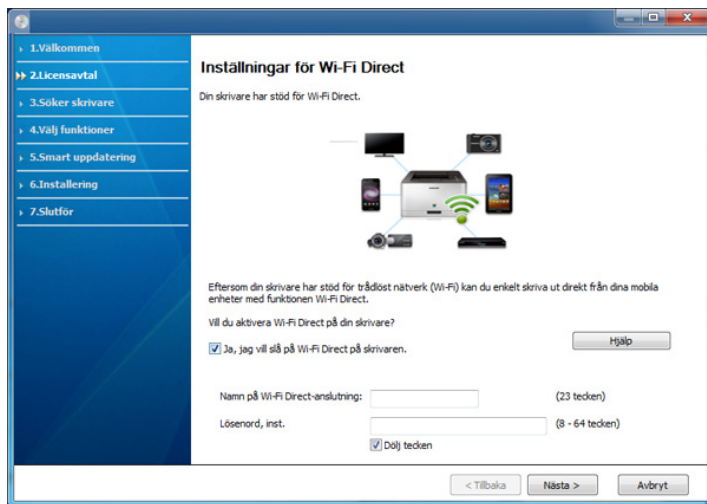 1.Välkommen
2.Licensavtal
3.Söker skrivare
4.Välj funktioner
5.Smart uppdatering
6.Installering
7.Slutför
Inställningar för Wi-Fi Direct
Din skrivare har stöd för Wi-Fi Direct.
Eftersom din skrivare har stöd för trådlöst nätverk (Wi-Fi) kan du enkelt skriva ut direkt från dina mobila
enheter med funktionen Wi-Fi Direct.
Vill du aktivera Wi-Fi Direct på din skrivare?
Ja, jag vill slå på Wi-Fi Direct på skrivaren.
Hjälp
Namn på Wi-Fi Direct-anslutning: (23 tecken)
Lösenord, inst. (8 - 64 tecken)
Dölj tecken
< Tillbaka Nästa > Avbryt